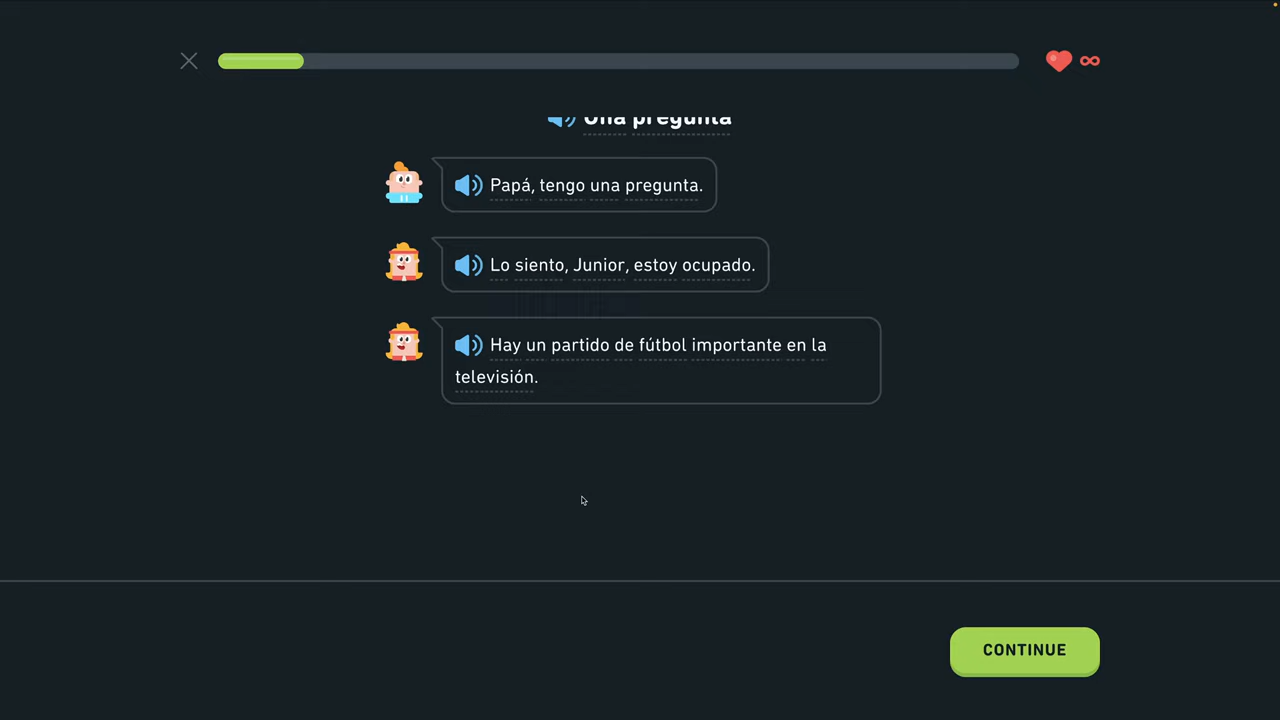 Una pregunta
Papá, tengo una pregunta.
Lo siento, Junior, estoy ocupado.
Hay un partido de fútbol importante en la
televisión.
CONTINUE